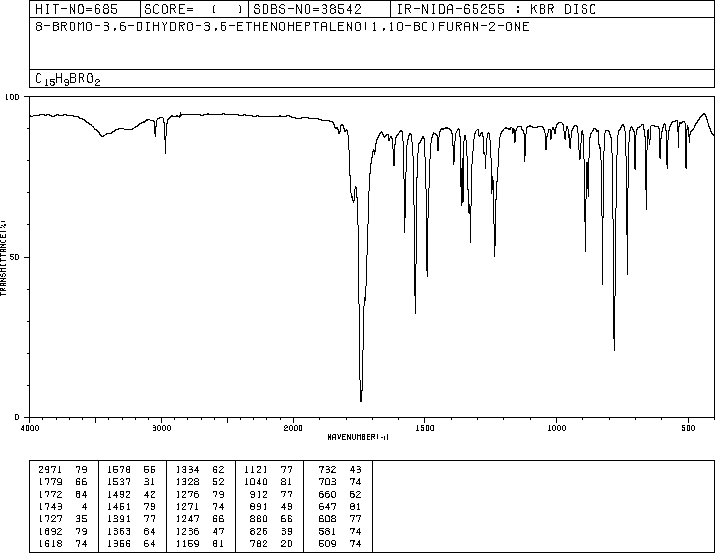 HIT-NO=685 SCORE= ( ) SDBS-NO=38542 IR-NIDA-65255 : KBR DISC
8-BROMO-3,6-DIHYDRO-3,6-ETHENOHEPTALENO(1,10-BC)FURAN-2-ONE
C15H9BRO2
100
50
0
TRANSMITTANCE(%)
4000 3000 2000 1500 1000 500
WAVENUMBER(-1)
2971 79 1578 56 1334 62 1121 77 732 43
1779 66 1537 31 1328 52 1040 81 703 74
1772 64 1492 42 1276 79 912 77 660 62
1743 4 1451 79 1271 74 891 49 647 81
1727 35 1391 77 1247 66 880 66 608 77
1692 79 1363 64 1236 47 826 39 581 74
1618 74 1356 64 1159 81 782 20 509 74